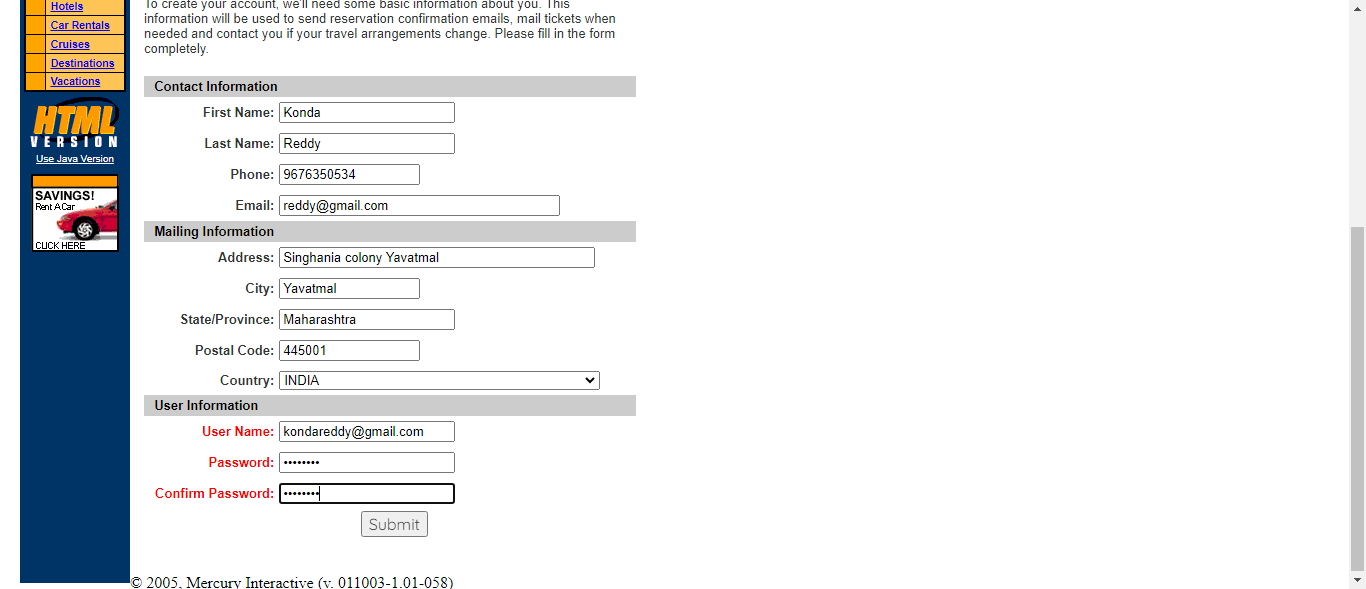 Hotels
Car Rentals
Cruises
Destinations
Vacations
HTML
VERSION
Use Java Version
SAVINGS!
Rent A Car
CLICK HERE
To create your account, we'll need some basic information about you. This
information will be used to send reservation confirmation emails, mail tickets when
needed and contact you if your travel arrangements change. Please fill in the form
completely.
Contact Information
First Name: Konda
Last Name: Reddy
Phone: 9676350534
Email: reddy@gmail.com
Mailing Information
Address: Singhania colony Yavatmal
City: Yavatmal
State/Province: Maharashtra
Postal Code: 445001
Country: INDIA
User Information
User Name: kondareddy@gmail.com
Password: ••••••••
Confirm Password: ••••••••
Submit
© 2005, Mercury Interactive (v. 011003-1.01-058)